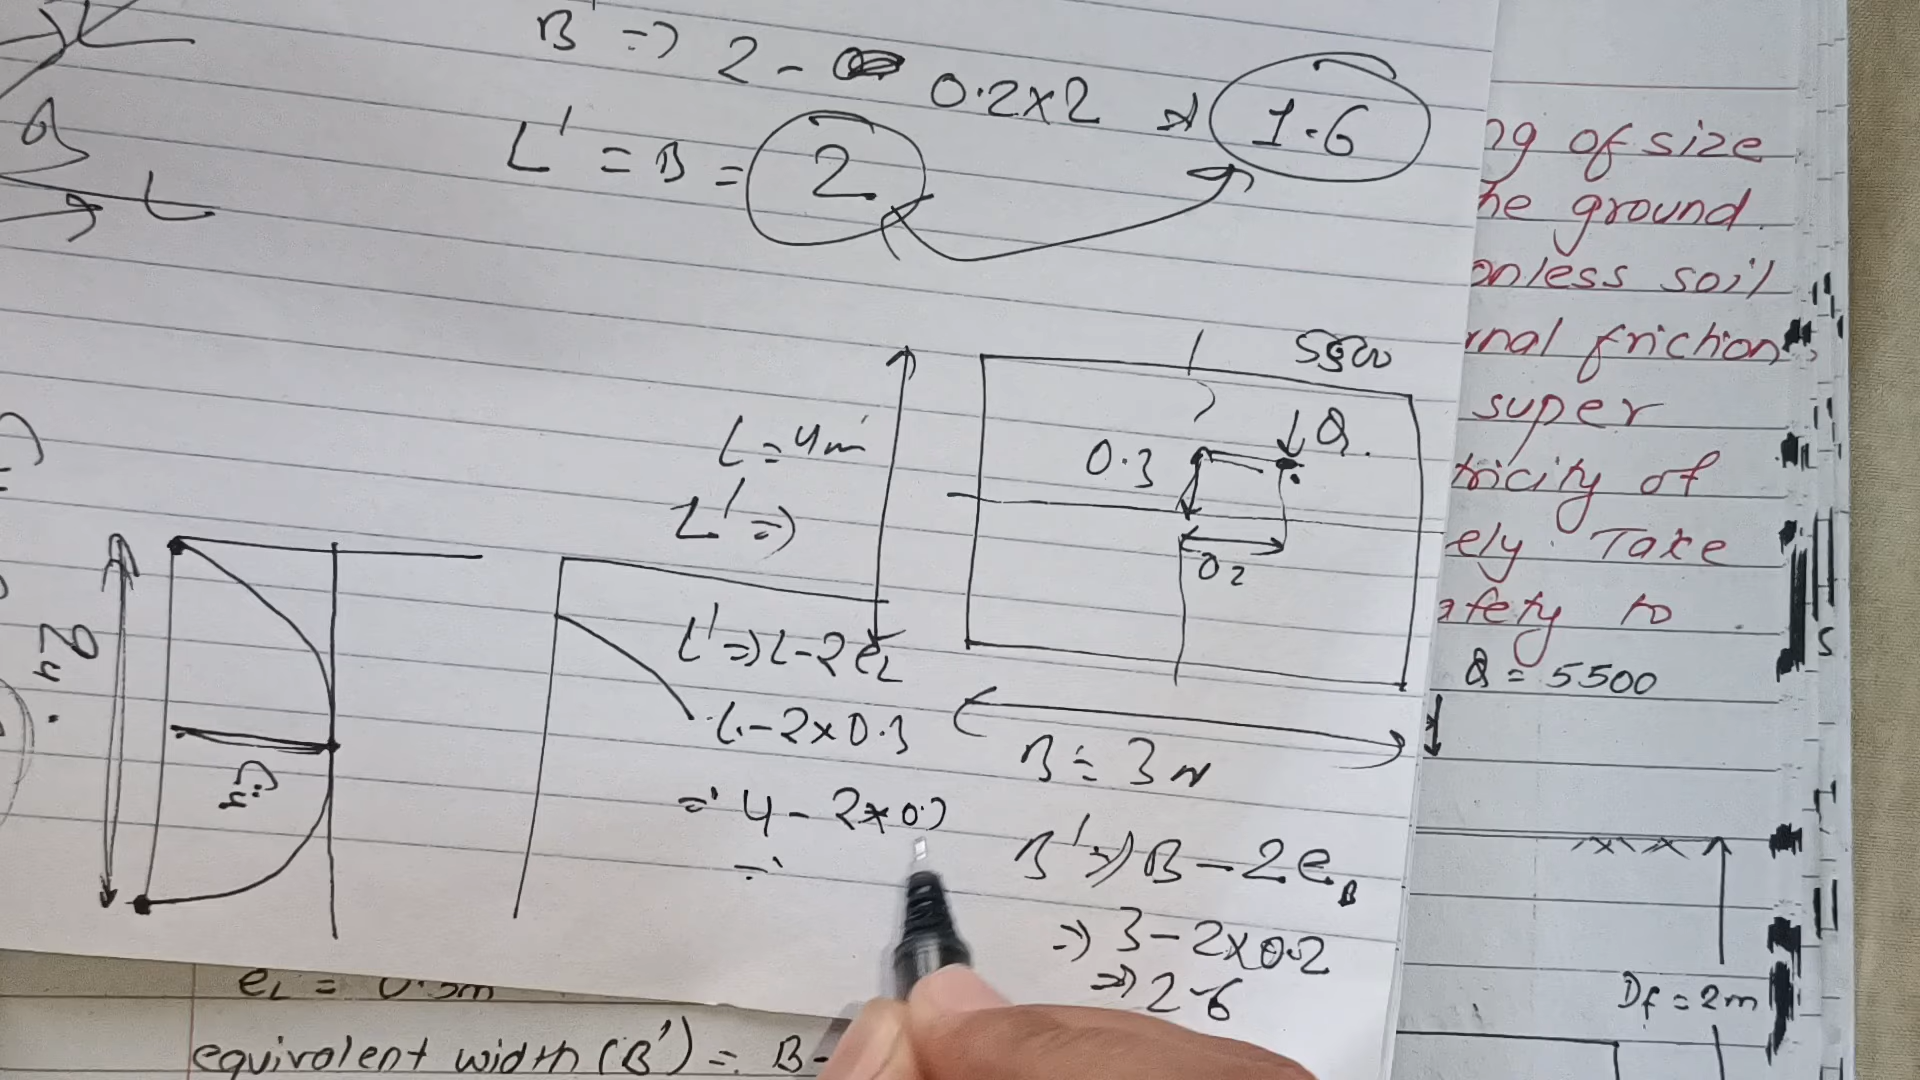 B' => 2 - 0.2x2 => 1.6
L' = B = 2
5500
Q.
0.3
0.2
L = 4m
L' =>
L' => L-2eL
L-2x0.3
= 4 - 2x0.3
=
B = 3m
B' => B - 2eB
=> 3 - 2x0.2
=> 2.6
ng of size
he ground.
onless soil
rnal friction
super
tricity of
ely. Take
afety to
Q = 5500
Df = 2m
eL = 0.3m
equivalent width (B') = B-